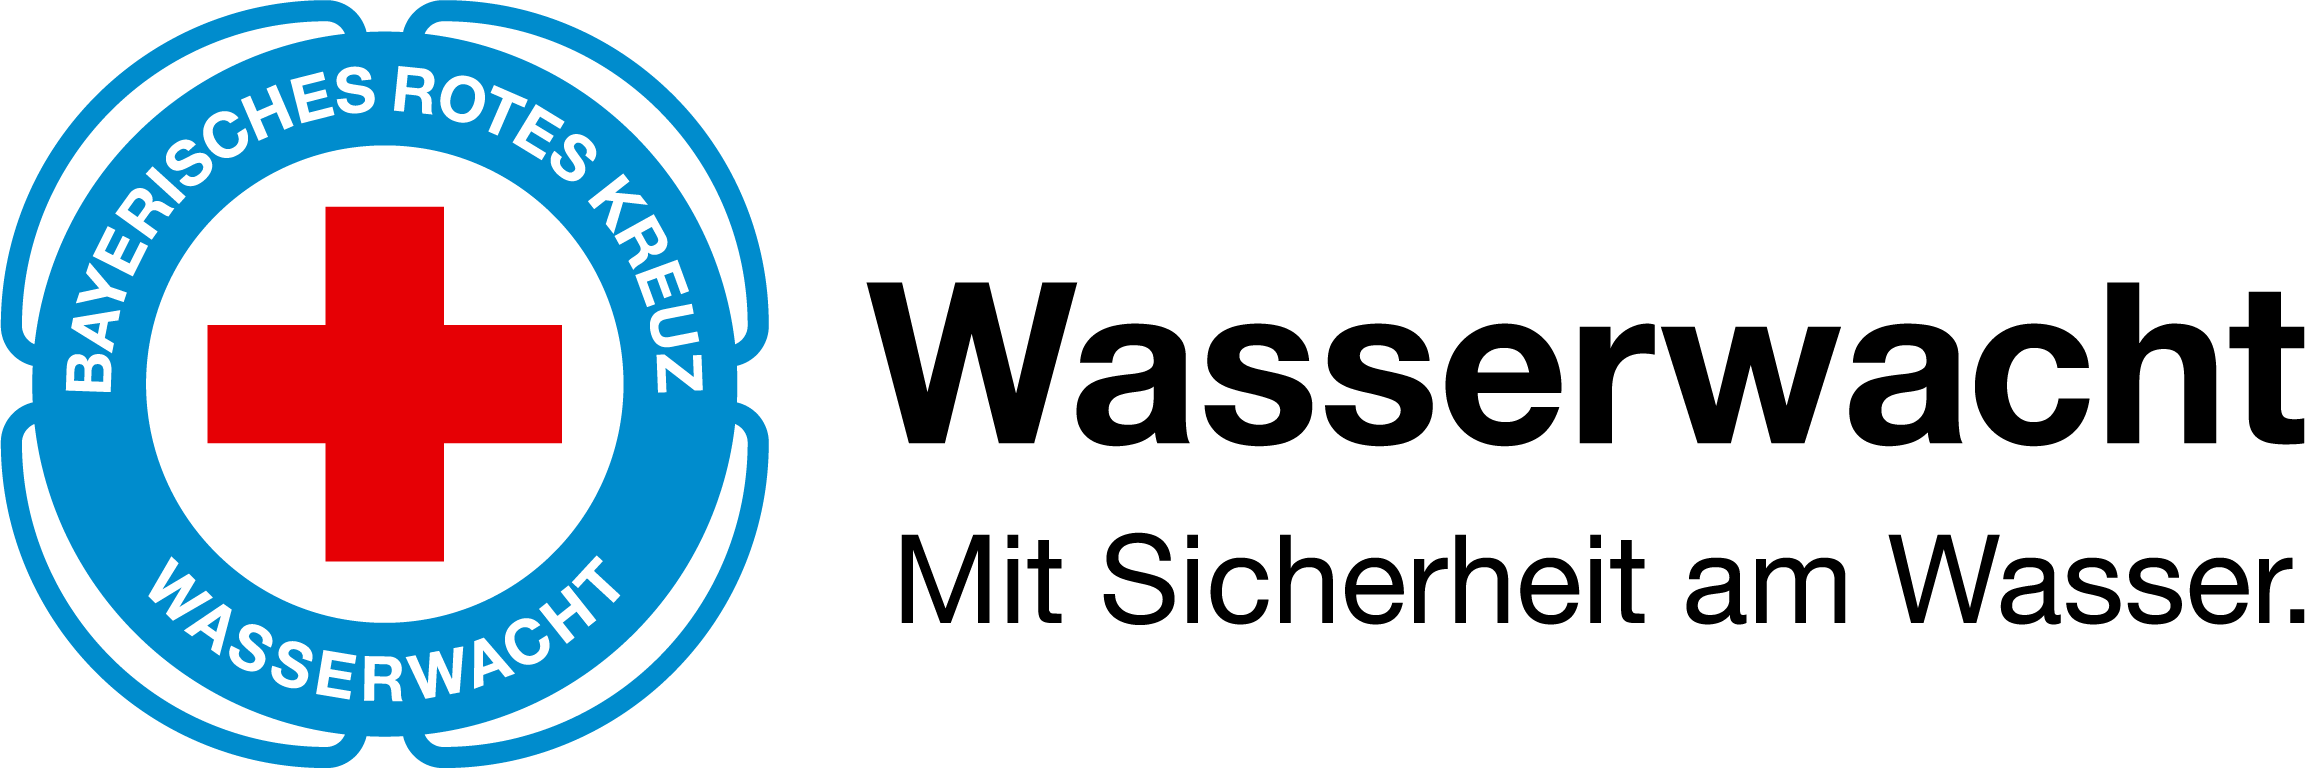 BAYERISCHES ROTES KREUZ
WASSERWACHT
Wasserwacht
Mit Sicherheit am Wasser.